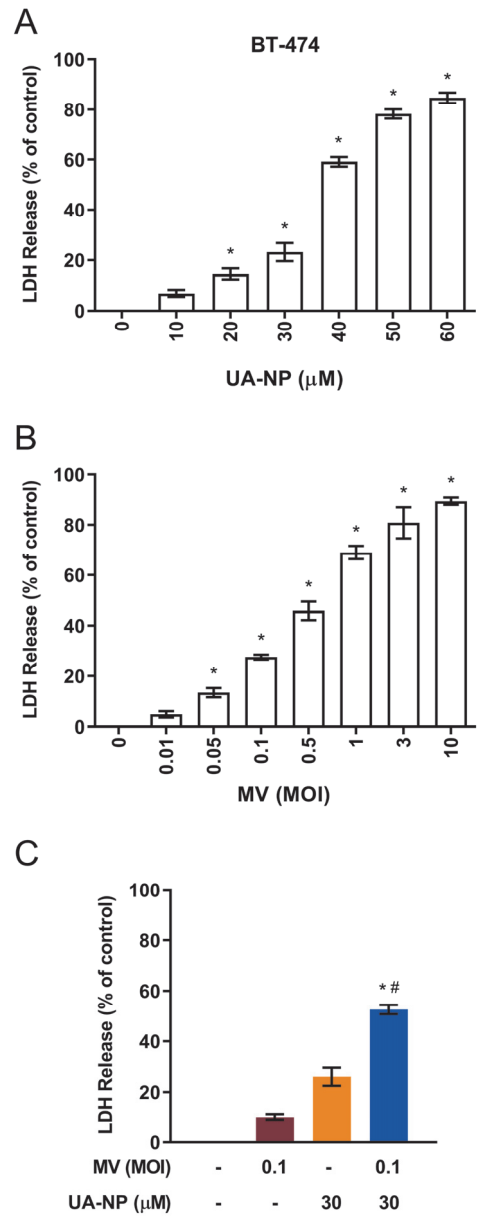 A
BT-474
LDH Release (% of control)
100
80
60
40
20
0
* * * * *
0 10 20 30 40 50 60
UA-NP (μM)
B
LDH Release (% of control)
100
80
60
40
20
0
* * * * * *
0 0.01 0.05 0.1 0.5 1 3 10
MV (MOI)
C
LDH Release (% of control)
100
80
60
40
20
0
*#
MV (MOI) - 0.1 - 0.1
UA-NP (μM) - - 30 30